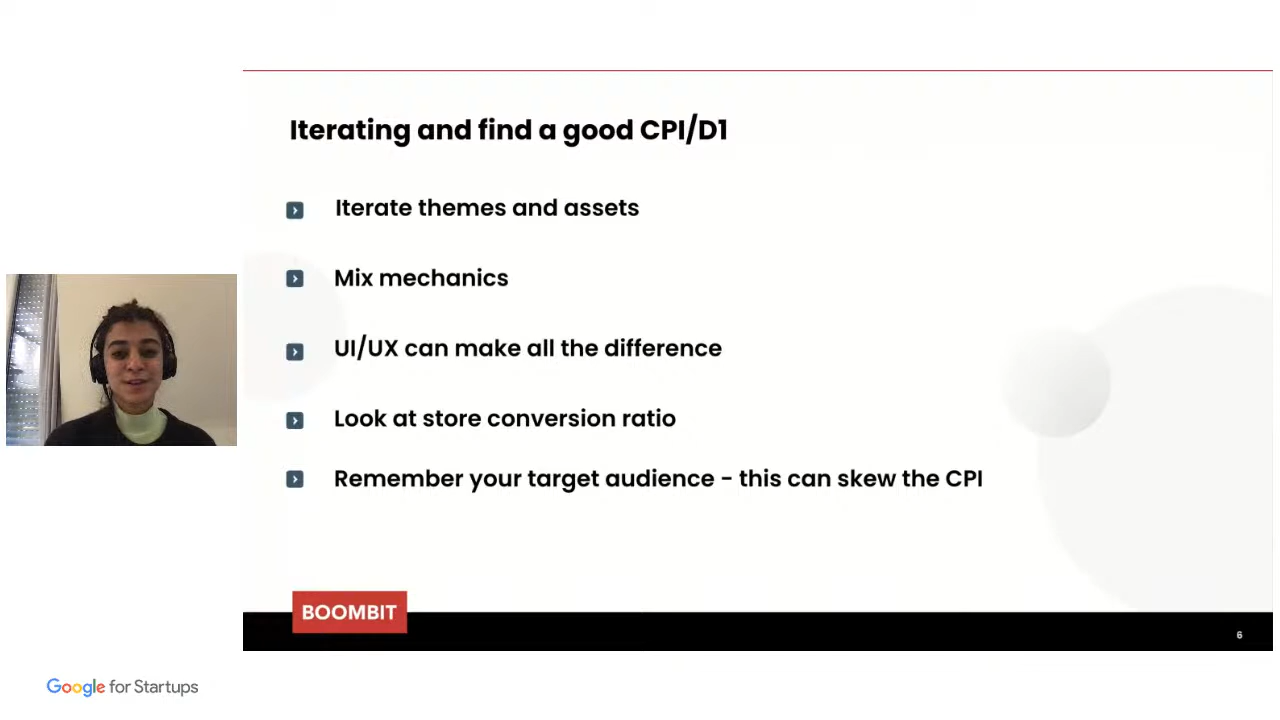 Iterating and find a good CPI/D1
Iterate themes and assets
Mix mechanics
UI/UX can make all the difference
Look at store conversion ratio
Remember your target audience - this can skew the CPI
BOOMBIT
6
Google for Startups